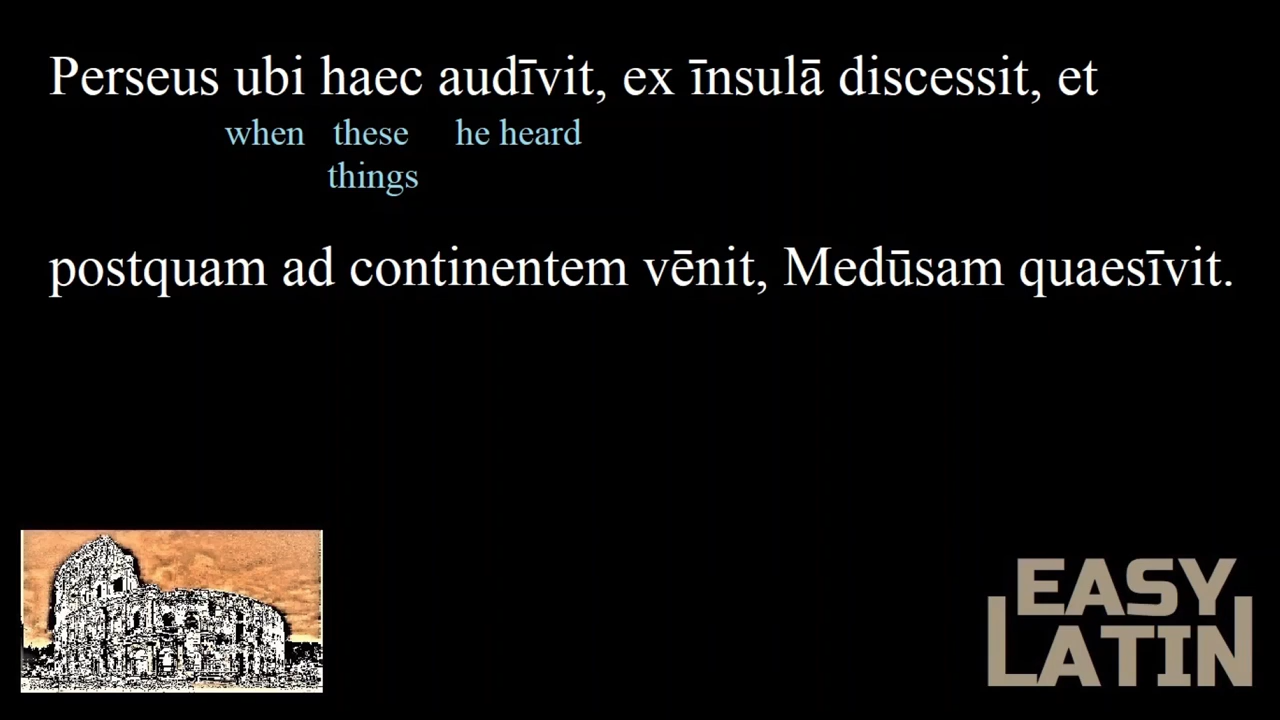 Perseus ubi haec audīvit, ex īnsulā discessit, et
when these he heard
things
postquam ad continentem vēnit, Medūsam quaesīvit.
EASY
LATIN